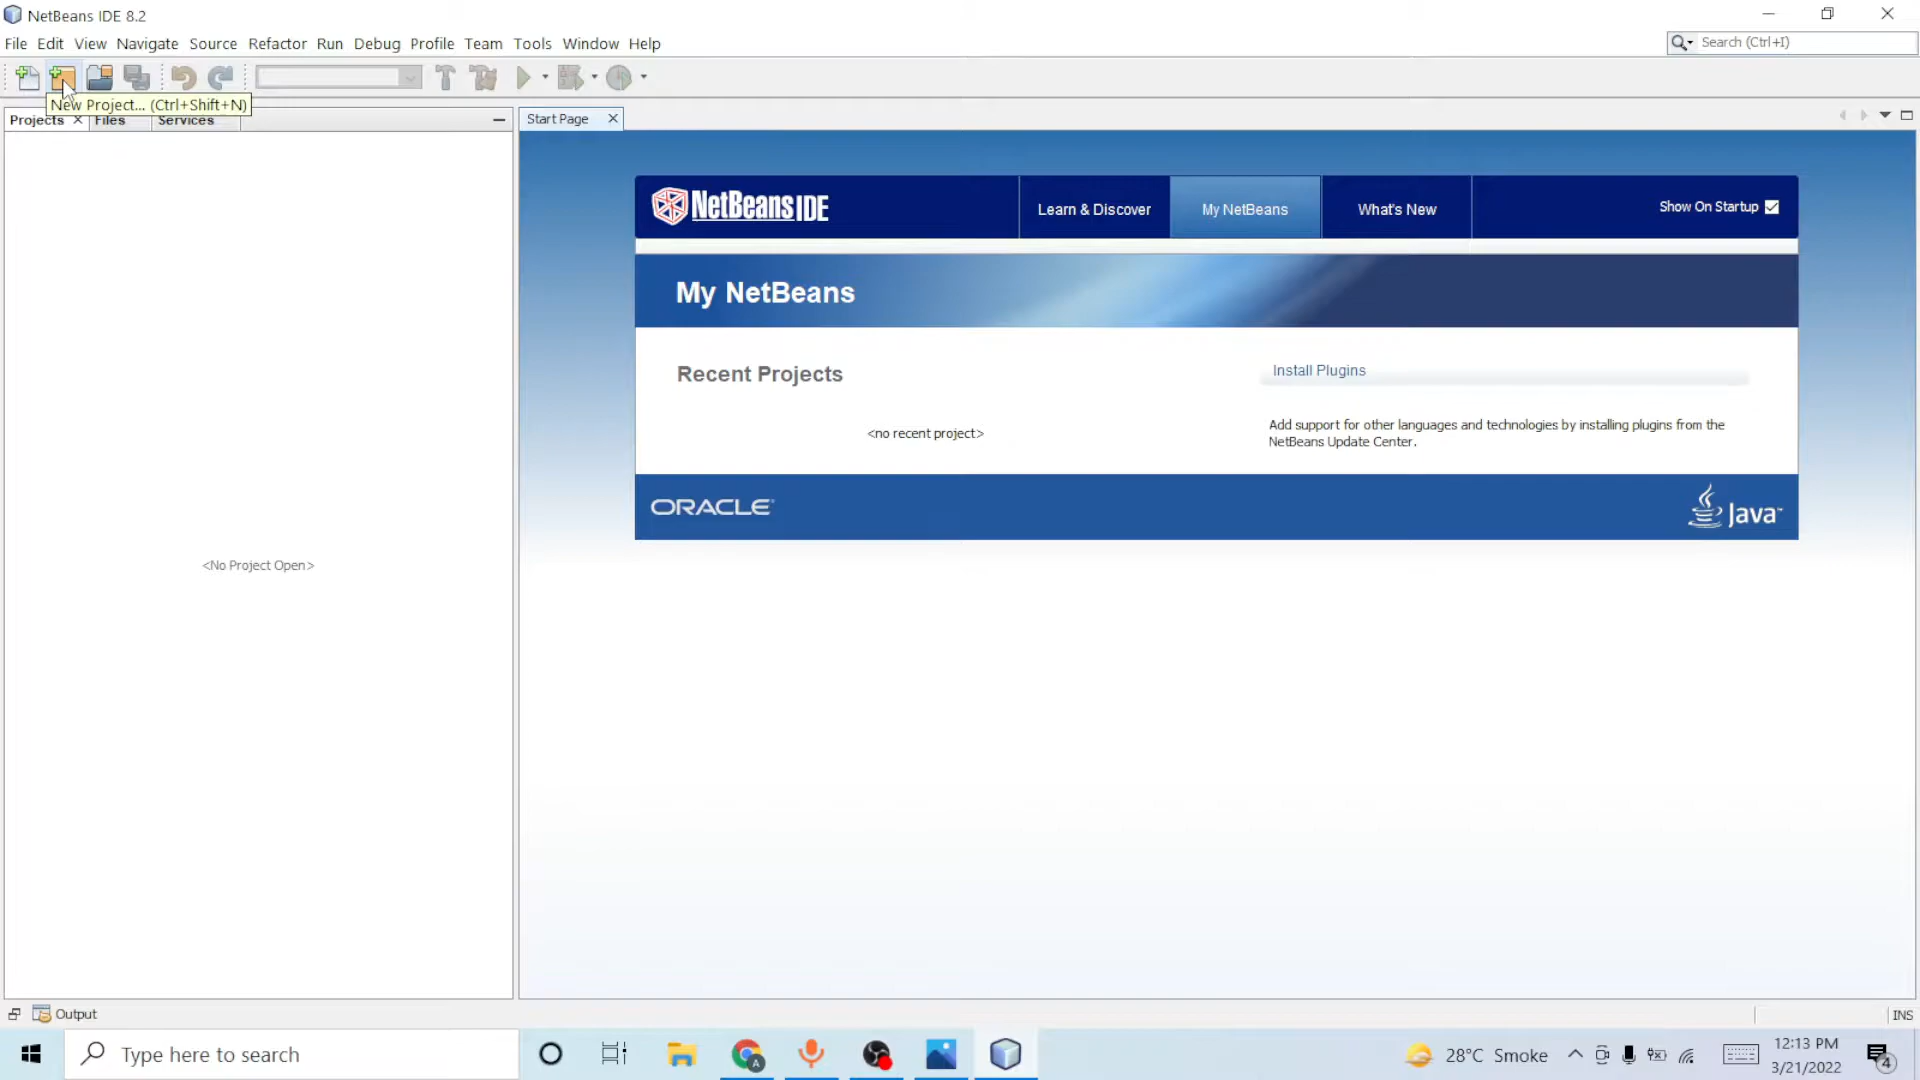 NetBeans IDE 8.2
File Edit View Navigate Source Refactor Run Debug Profile Team Tools Window Help
Search (Ctrl+I)
New Project... (Ctrl+Shift+N)
Projects Files Services
Start Page
NetBeans IDE
Learn & Discover
My NetBeans
What's New
Show On Startup
My NetBeans
Recent Projects
Install Plugins
<no recent project>
Add support for other languages and technologies by installing plugins from the
NetBeans Update Center.
ORACLE
Java™
<No Project Open>
Output
INS
Type here to search
A
28°C Smoke
12:13 PM
3/21/2022
4